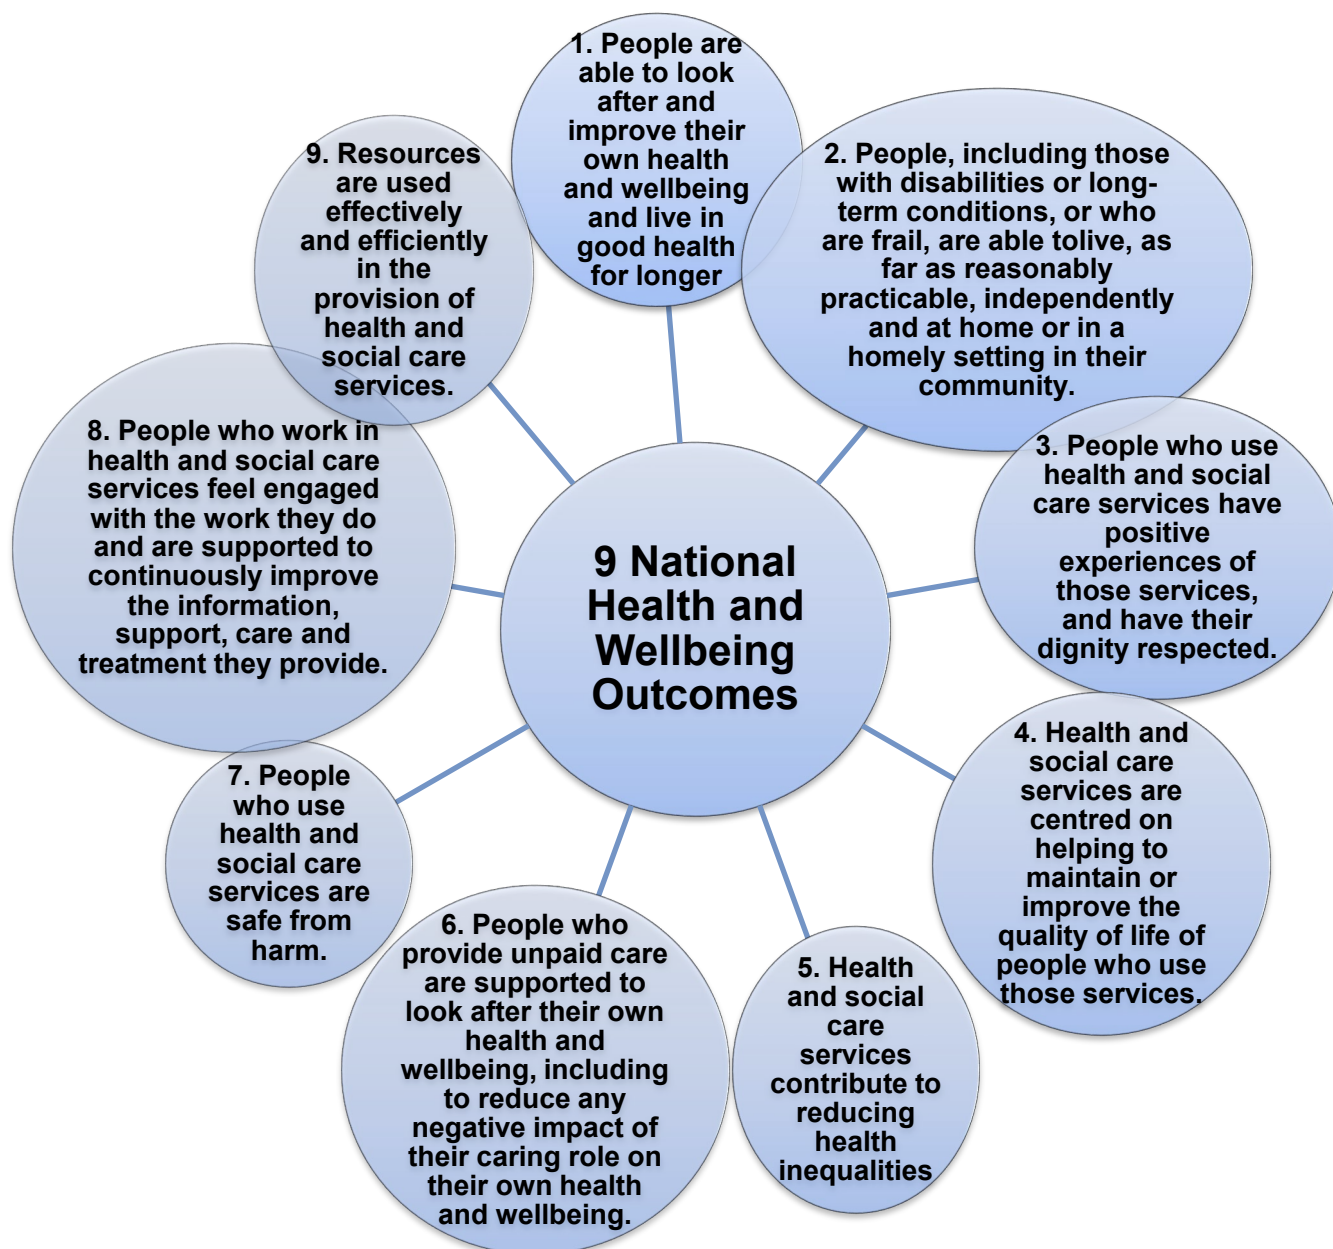 1. People are
able to look
after and
improve their
own health
and wellbeing
and live in
good health
for longer
2. People, including those
with disabilities or long-
term conditions, or who
are frail, are able tolive, as
far as reasonably
practicable, independently
and at home or in a
homely setting in their
community.
3. People who use
health and social
care services have
positive
experiences of
those services,
and have their
dignity respected.
4. Health and
social care
services are
centred on
helping to
maintain or
improve the
quality of life of
people who use
those services.
5. Health
and social
care
services
contribute to
reducing
health
inequalities
6. People who
provide unpaid care
are supported to
look after their own
health and
wellbeing, including
to reduce any
negative impact of
their caring role on
their own health
and wellbeing.
7. People
who use
health and
social care
services are
safe from
harm.
8. People who work in
health and social care
services feel engaged
with the work they do
and are supported to
continuously improve
the information,
support, care and
treatment they provide.
9. Resources
are used
effectively
and efficiently
in the
provision of
health and
social care
services.
9 National
Health and
Wellbeing
Outcomes